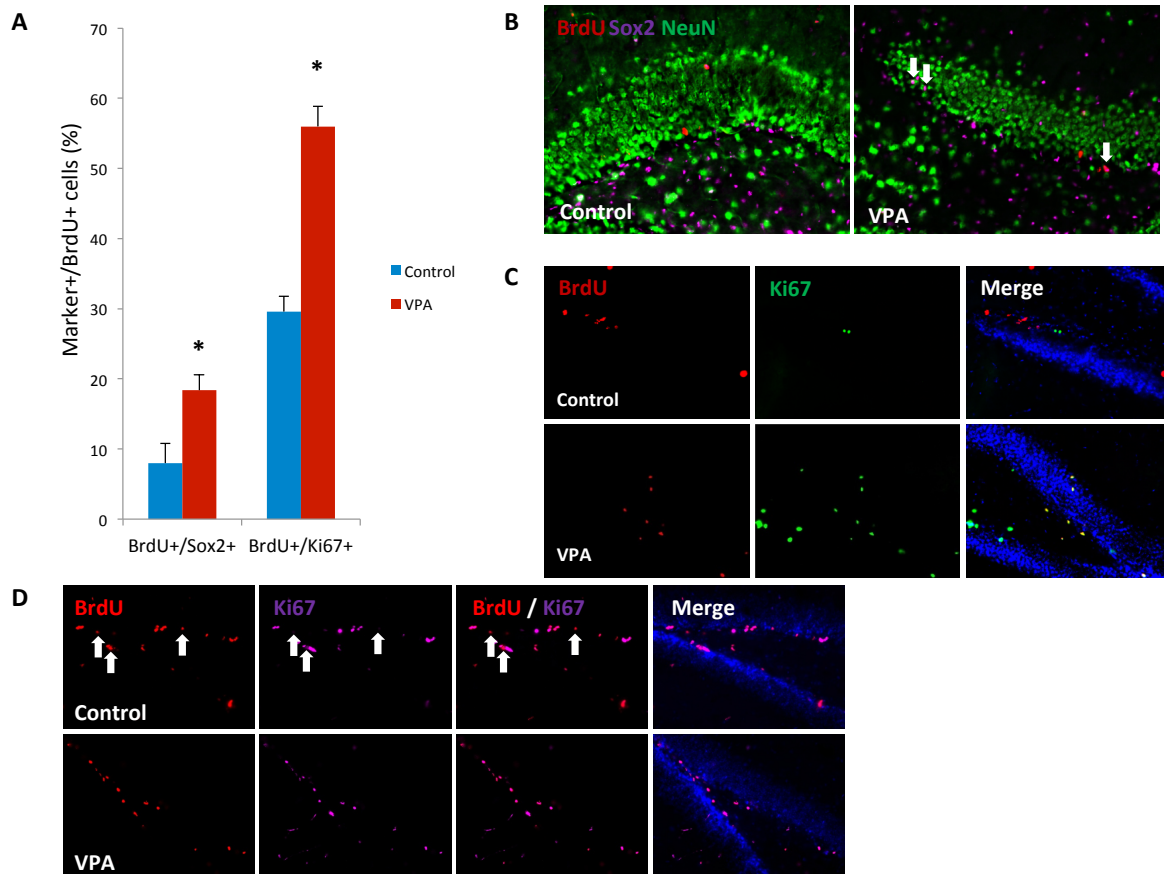 A
70
60
50
40
30
20
10
0
Marker+/BrdU+ cells (%)
*
*
BrdU+/Sox2+
BrdU+/Ki67+
Control
VPA
B
BrdU Sox2 NeuN
Control
VPA
C
BrdU
Ki67
Merge
Control
VPA
D
BrdU
Ki67
BrdU / Ki67
Merge
Control
VPA